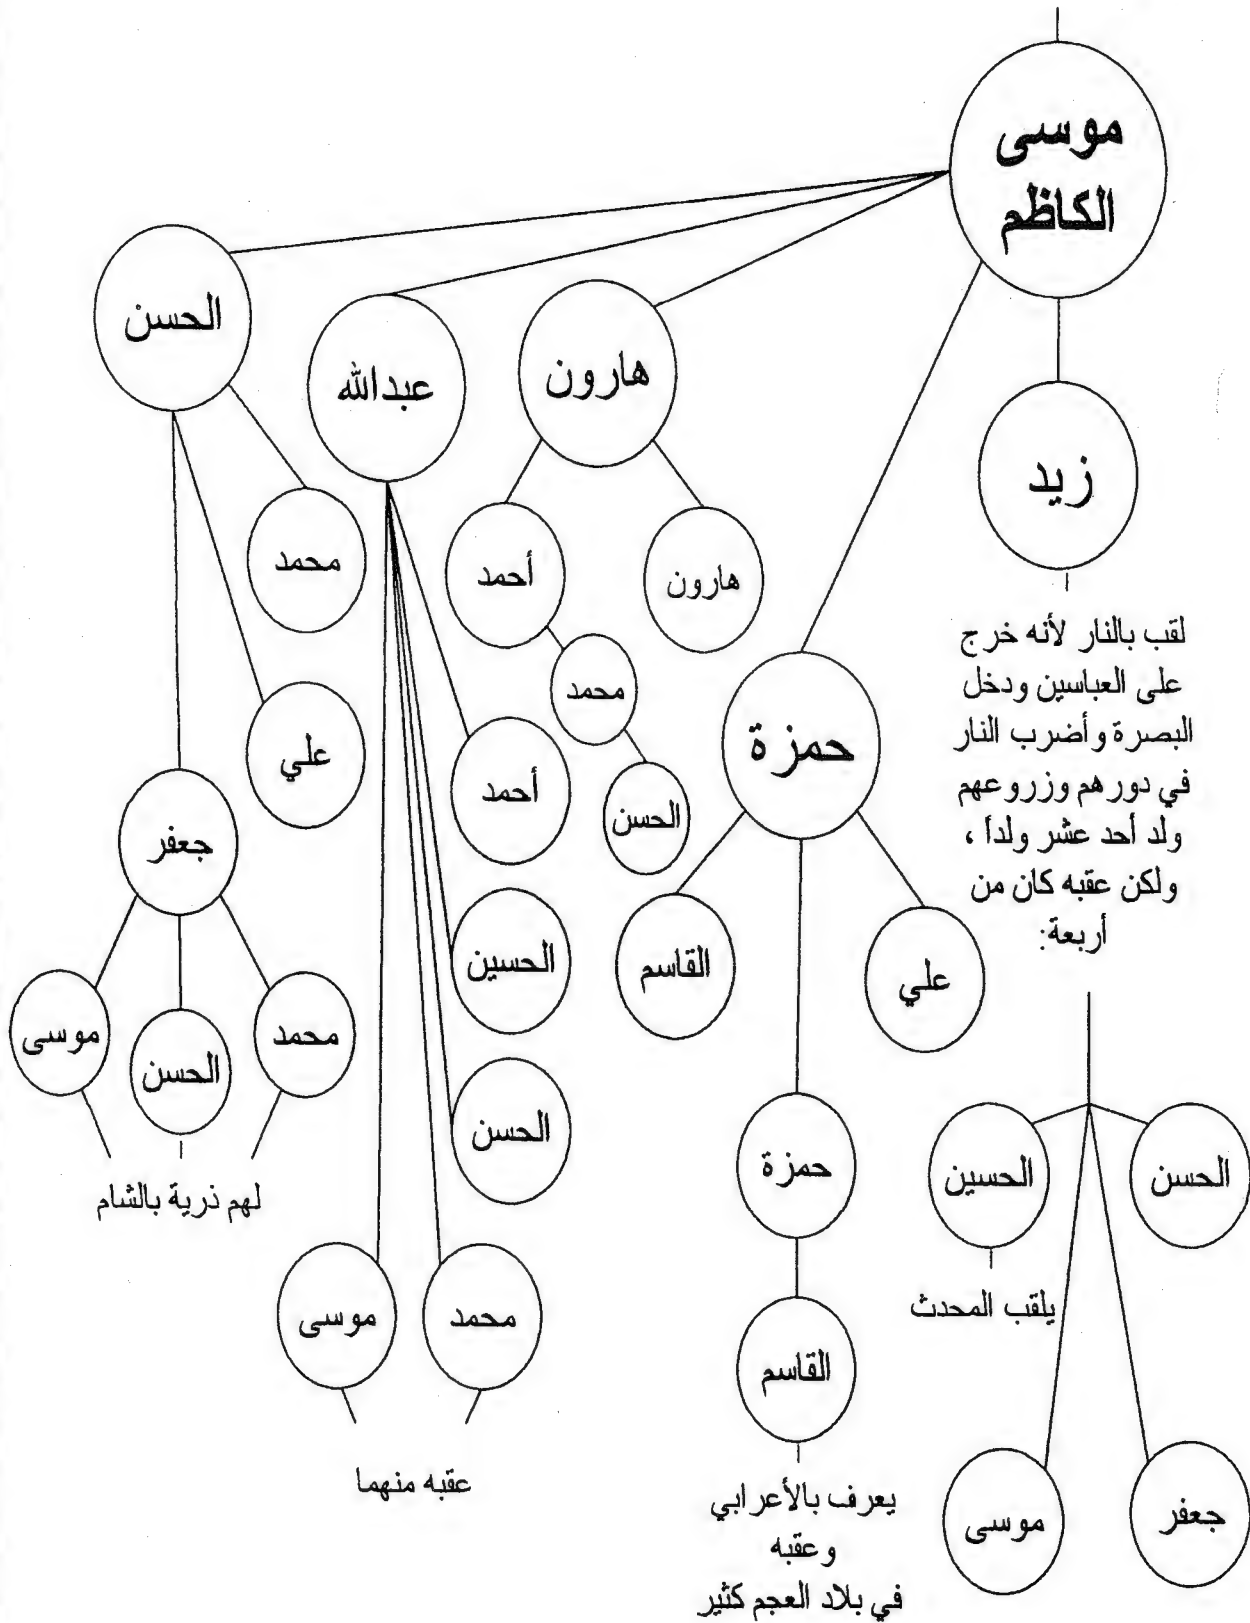 موسى
الكاظم
الحسن
عبدالله
هارون
زيد
محمد
أحمد
هارون
لقب بالنار لأنه خرج
على العباسين ودخل
البصرة وأضرب النار
في دورهم وزروعهم
ولد أحد عشر ولداً ،
ولكن عقبه كان من
أربعة:
محمد
علي
أحمد
حمزة
الحسن
جعفر
الحسين
القاسم
علي
موسى
الحسن
محمد
الحسن
حمزة
الحسين
الحسن
لهم ذرية بالشام
يلقب المحدث
موسى
محمد
القاسم
عقبه منهما
يعرف بالأعرابي
وعقبه
في بلاد العجم كثير
موسى
جعفر